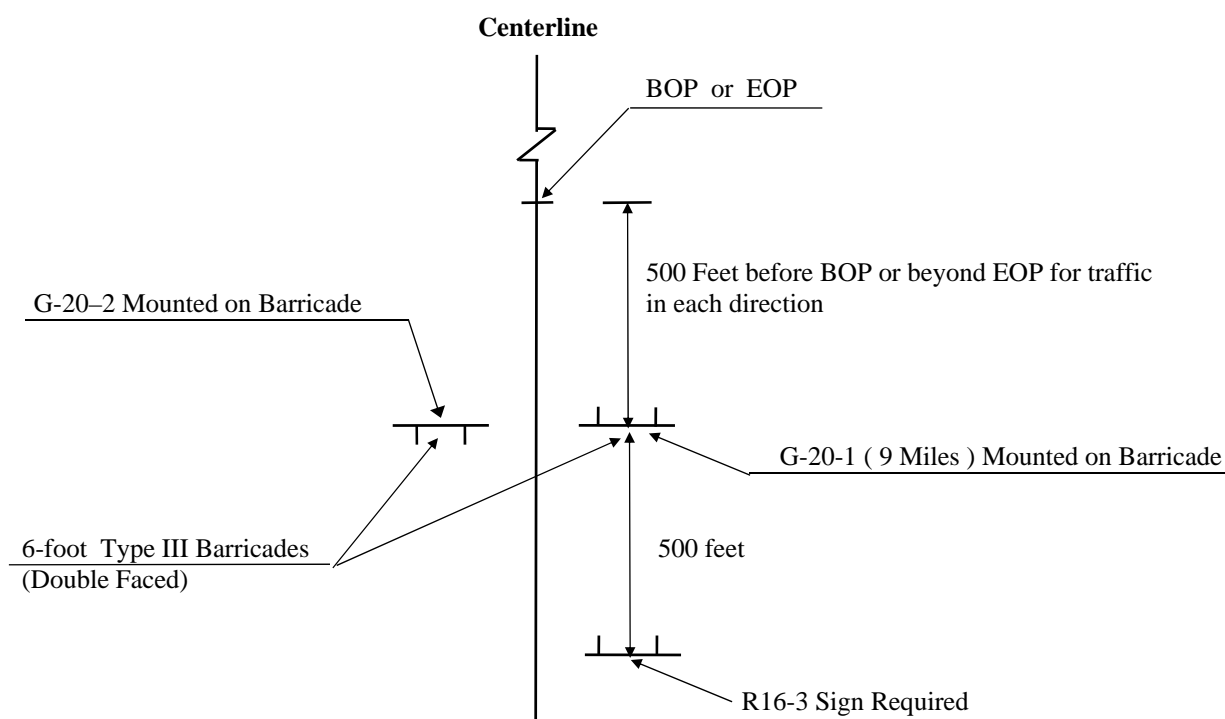 Centerline
BOP or EOP
500 Feet before BOP or beyond EOP for traffic
in each direction
G-20–2 Mounted on Barricade
G-20-1 ( 9 Miles ) Mounted on Barricade
6-foot Type III Barricades
(Double Faced)
500 feet
R16-3 Sign Required